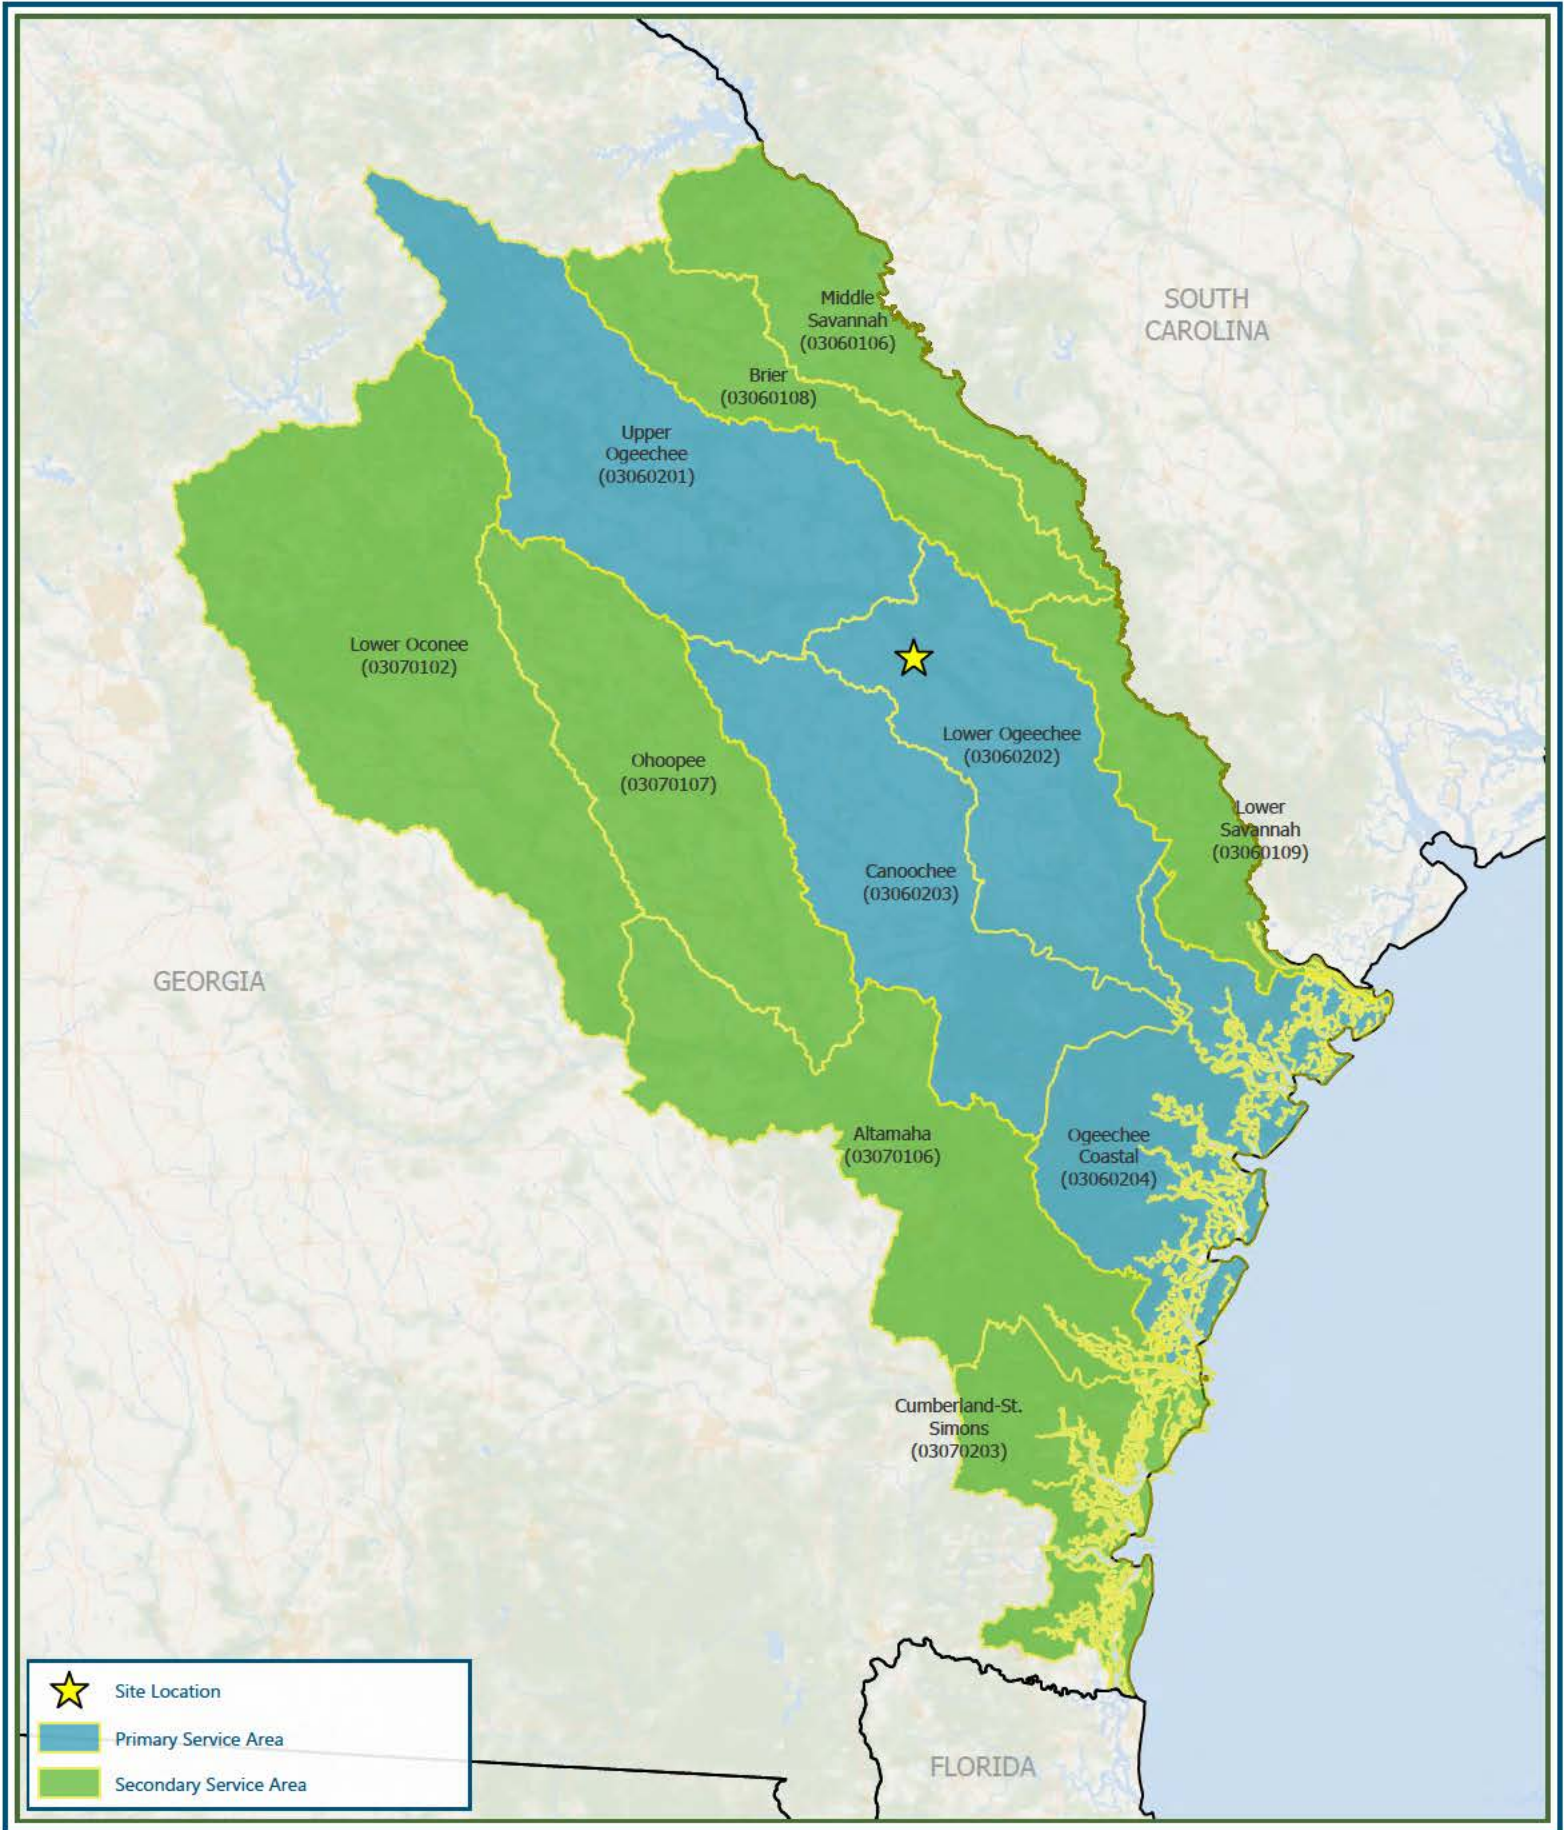 SOUTH
CAROLINA
Middle
Savannah
(03060106)
Brier
(03060108)
Upper
Ogeechee
(03060201)
Lower Oconee
(03070102)
Ohoopee
(03070107)
Lower Ogeechee
(03060202)
Lower
Savannah
(03060109)
Canoochee
(03060203)
GEORGIA
Altamaha
(03070106)
Ogeechee
Coastal
(03060204)
Cumberland-St.
Simons
(03070203)
FLORIDA
Site Location
Primary Service Area
Secondary Service Area